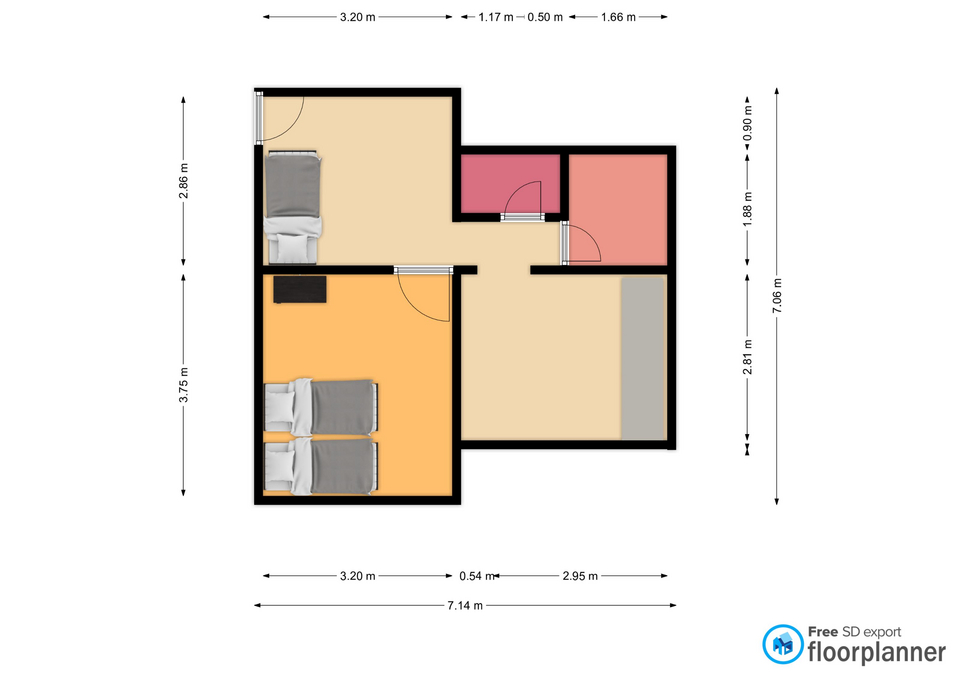 3.20 m
1.17 m
0.50 m
1.66 m
2.86 m
3.75 m
0.90 m
1.88 m
2.81 m
7.06 m
3.20 m
0.54 m
2.95 m
7.14 m
Free SD export
floorplanner